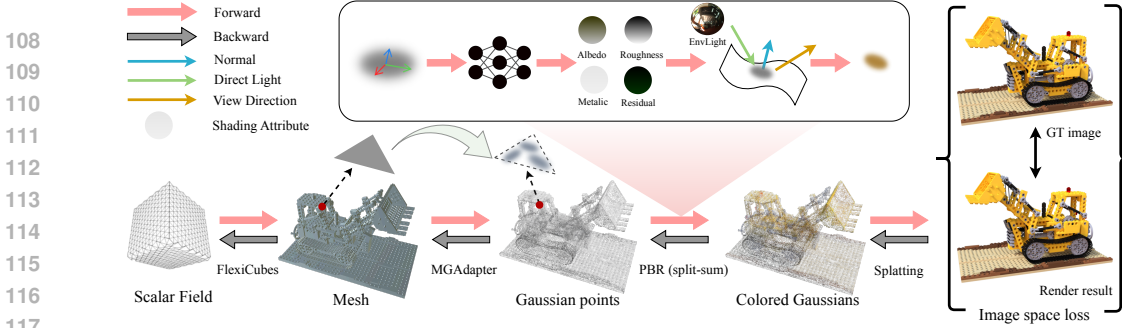 108
109
110
111
112
113
114
115
116
117
Forward
Backward
Normal
Direct Light
View Direction
Shading Attribute
Albedo
Roughness
Metalic
Residual
EnvLight
GT image
FlexiCubes
MGAdapter
PBR (split-sum)
Splatting
Render result
Scalar Field
Mesh
Gaussian points
Colored Gaussians
Image space loss